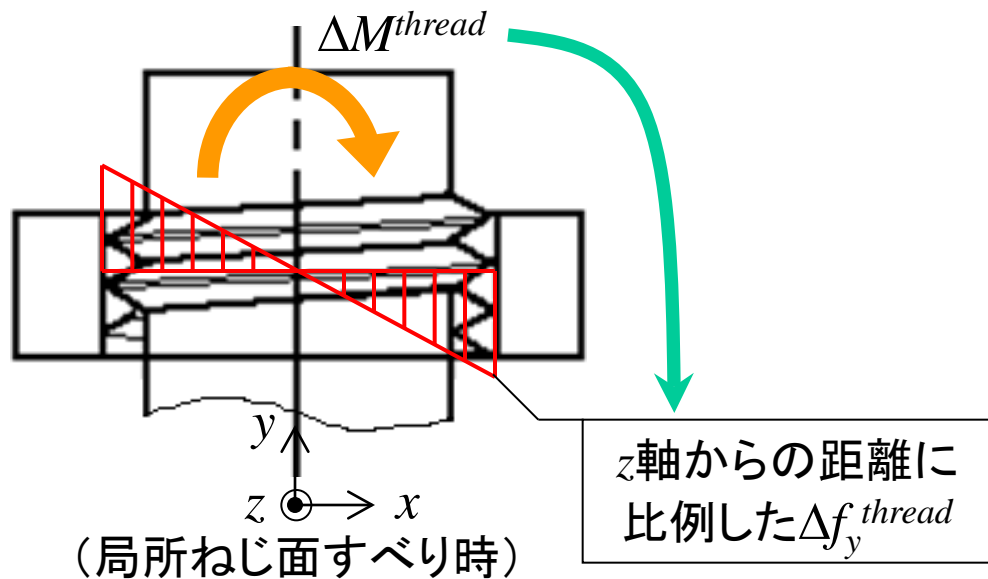 ΔM^thread
y
z x
（局所ねじ面すべり時）
z軸からの距離に
比例したΔf_y^thread